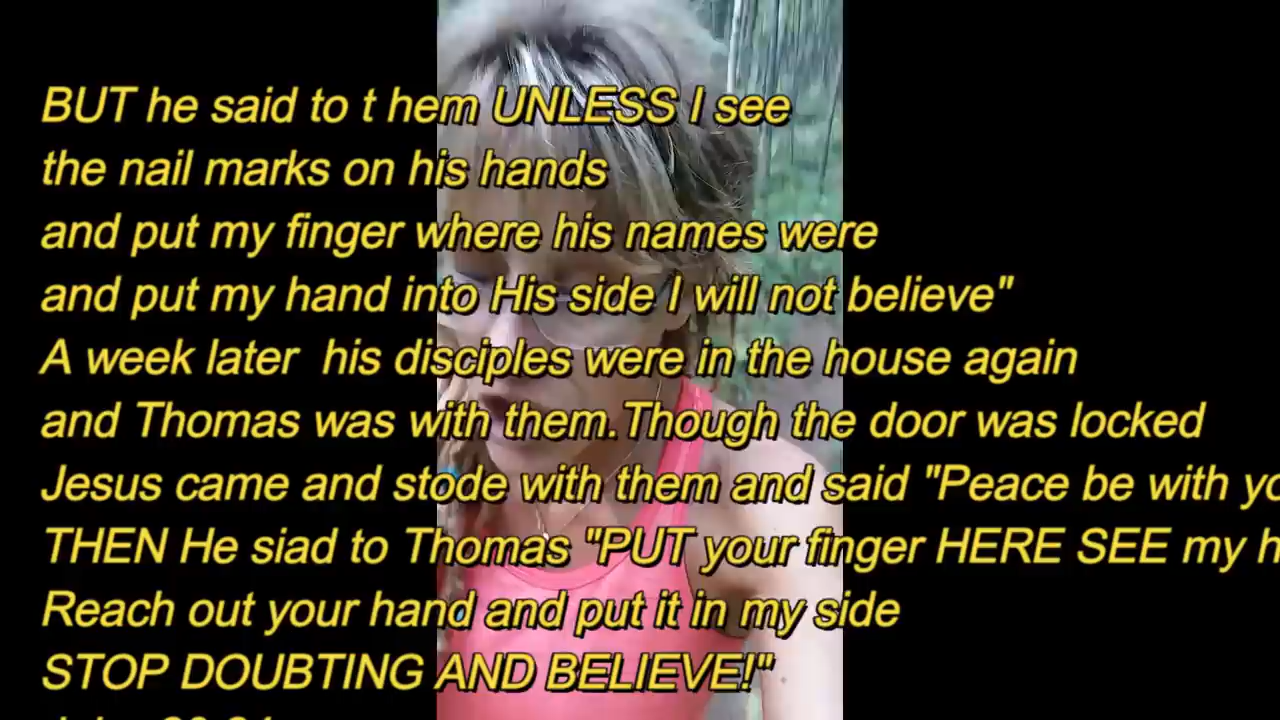 BUT he said to t hem UNLESS I see
the nail marks on his hands
and put my finger where his names were
and put my hand into His side I will not believe"
A week later  his disciples were in the house again
and Thomas was with them.Though the door was locked
Jesus came and stode with them and said "Peace be with
THEN He siad to Thomas "PUT your finger HERE SEE my
Reach out your hand and put it in my side
STOP DOUBTING AND BELIEVE!"